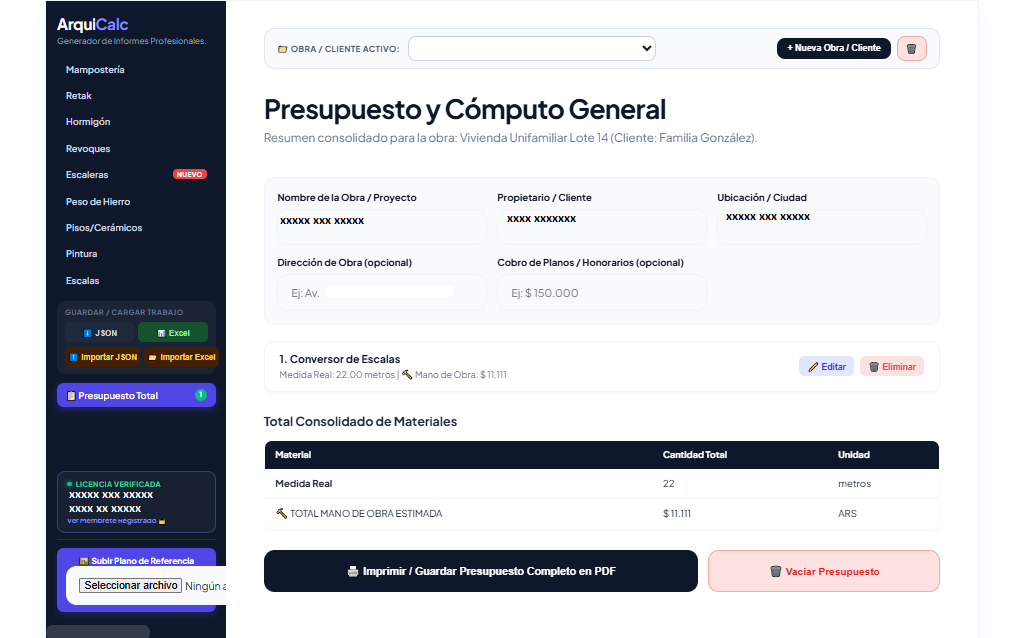 ArquiCalc
Generador de Informes Profesionales.
Mampostería
Retak
Hormigón
Revoques
Escaleras NUEVO
Peso de Hierro
Pisos/Cerámicos
Pintura
Escalas
GUARDAR / CARGAR TRABAJO
JSON Excel
Importar JSON Importar Excel
Presupuesto Total 1
LICENCIA VERIFICADA
XXXXX XXX XXXXX
XXXX XX XXXXX
Ver Membrete Registrado
Subir Plano de Referencia
Seleccionar archivo Ningún a
OBRA / CLIENTE ACTIVO:
+ Nueva Obra / Cliente
Presupuesto y Cómputo General
Resumen consolidado para la obra: Vivienda Unifamiliar Lote 14 (Cliente: Familia González).
Nombre de la Obra / Proyecto Propietario / Cliente Ubicación / Ciudad
XXXXX XXX XXXXX XXXX XXXXXXX XXXXX XXX XXXXX
Dirección de Obra (opcional) Cobro de Planos / Honorarios (opcional)
Ej: Av. Ej: $ 150.000
1. Conversor de Escalas
Medida Real: 22.00 metros | Mano de Obra: $ 11.111
Editar Eliminar
Total Consolidado de Materiales
Material Cantidad Total Unidad
Medida Real 22 metros
TOTAL MANO DE OBRA ESTIMADA $ 11.111 ARS
Imprimir / Guardar Presupuesto Completo en PDF Vaciar Presupuesto